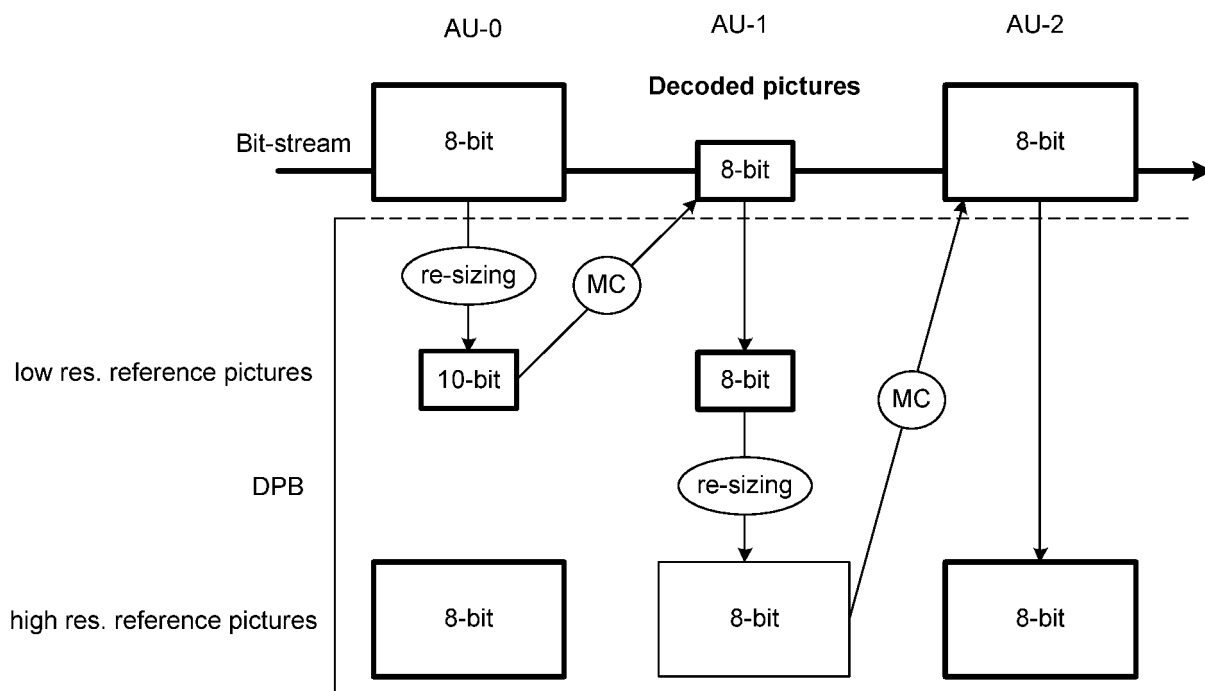 AU-0
AU-1
AU-2
Decoded pictures
Bit-stream
8-bit
8-bit
8-bit
re-sizing
MC
low res. reference pictures
10-bit
8-bit
MC
DPB
re-sizing
high res. reference pictures
8-bit
8-bit
8-bit